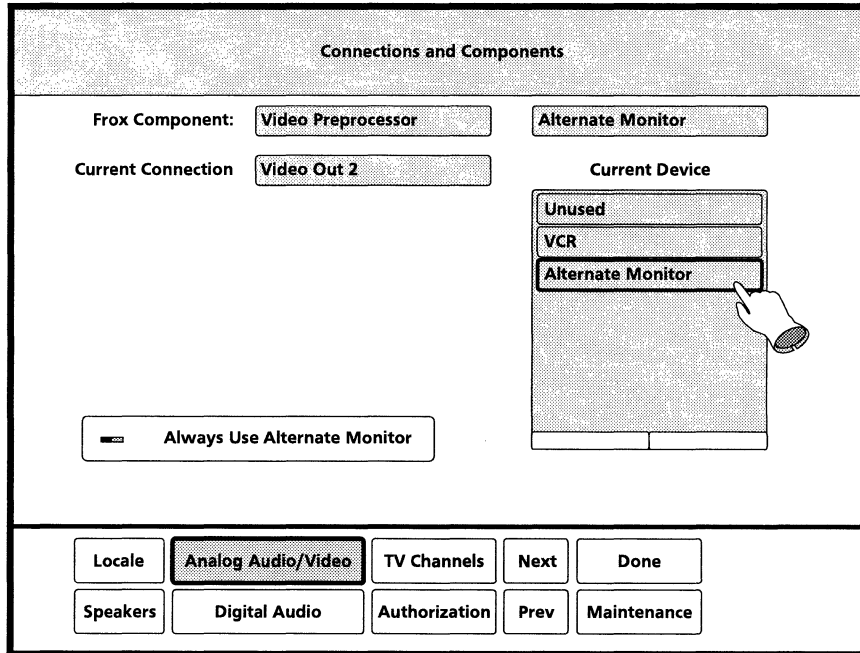 Connections and Components
Frox Component: Video Preprocessor Alternate Monitor
Current Connection Video Out 2 Current Device
Unused
VCR
Alternate Monitor
Always Use Alternate Monitor
Locale Analog Audio/Video TV Channels Next Done
Speakers Digital Audio Authorization Prev Maintenance